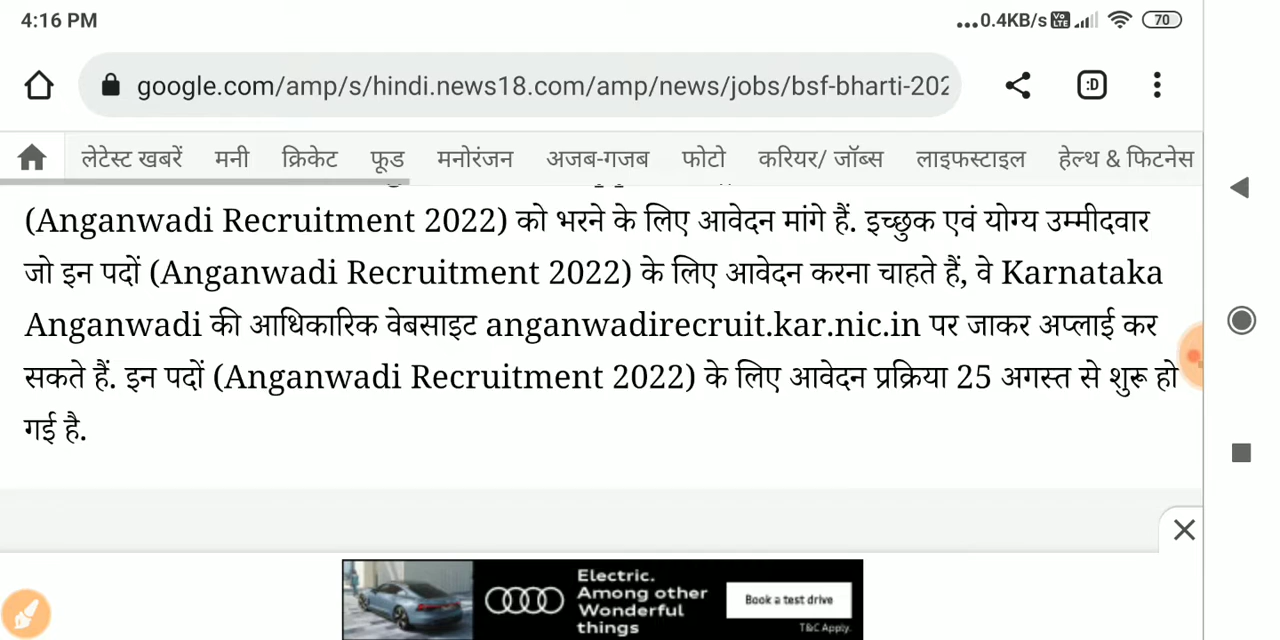 4:16 PM
...0.4KB/s Vo LTE 70
google.com/amp/s/hindi.news18.com/amp/news/jobs/bsf-bharti-202
:D
लेटेस्ट खबरें मनी क्रिकेट फूड मनोरंजन अजब-गजब फोटो करियर/ जॉब्स लाइफस्टाइल हेल्थ & फिटनेस
(Anganwadi Recruitment 2022) को भरने के लिए आवेदन मांगे हैं. इच्छुक एवं योग्य उम्मीदवार
जो इन पदों (Anganwadi Recruitment 2022) के लिए आवेदन करना चाहते हैं, वे Karnataka
Anganwadi की आधिकारिक वेबसाइट anganwadirecruit.kar.nic.in पर जाकर अप्लाई कर
सकते हैं. इन पदों (Anganwadi Recruitment 2022) के लिए आवेदन प्रक्रिया 25 अगस्त से शुरू हो
गई है.
Electric.
Among other
Wonderful
things
Book a test drive
T&C Apply.